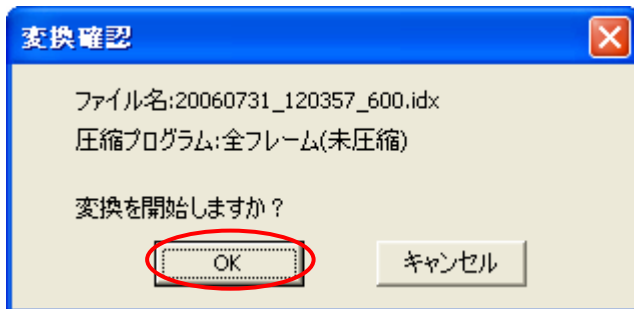 変換確認
ファイル名:20060731_120357_600.idx
圧縮プログラム:全フレーム(未圧縮)
変換を開始しますか？
OK
キャンセル